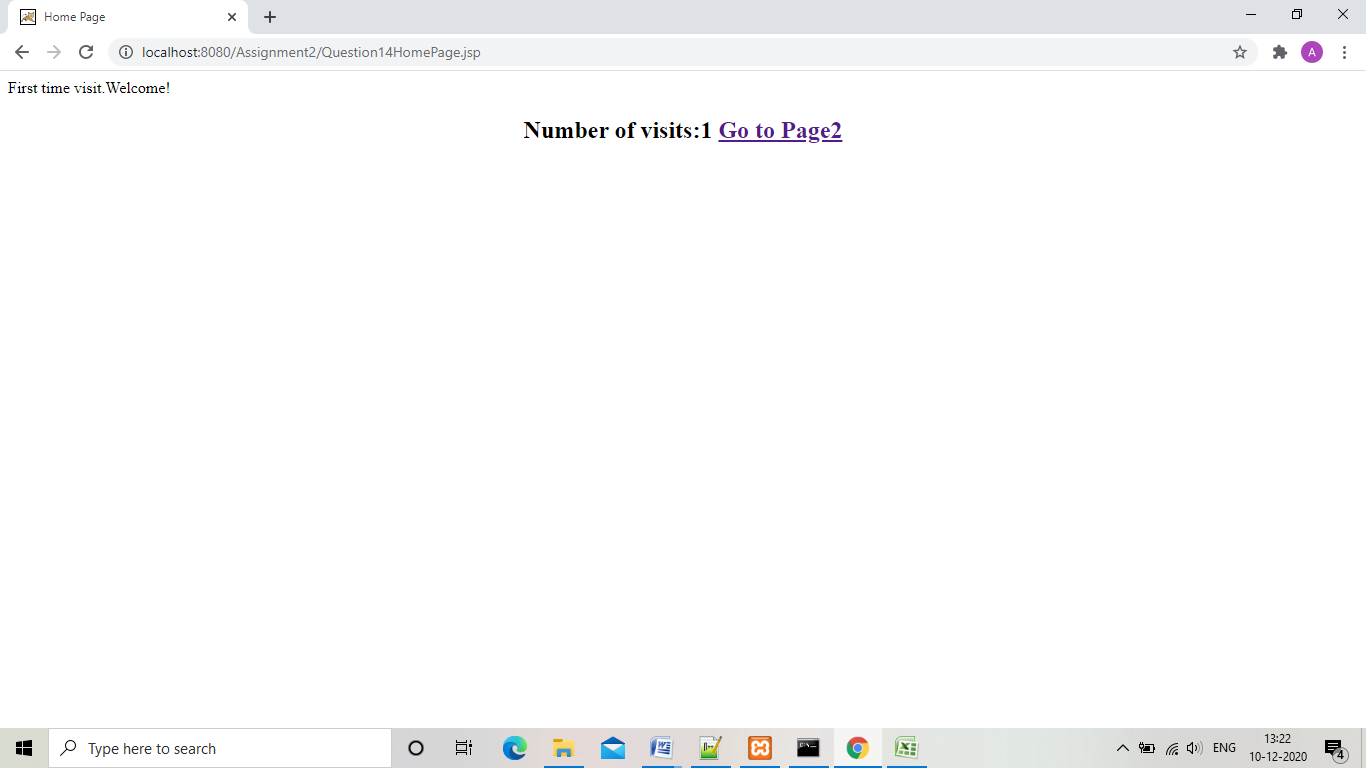 Home Page
localhost:8080/Assignment2/Question14HomePage.jsp
A
First time visit.Welcome!
Number of visits:1 Go to Page2
Type here to search
ENG
13:22
10-12-2020
4